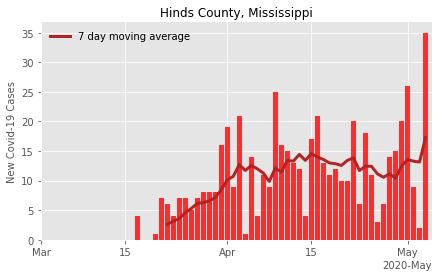 Hinds County, Mississippi
7 day moving average
New Covid-19 Cases
35
30
25
20
15
10
5
0
Mar 15 Apr 15 May
2020-May